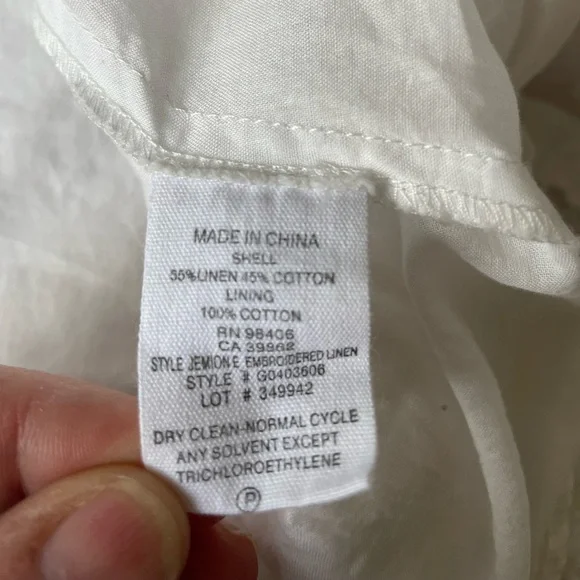 MADE IN CHINA
SHELL
55%LINEN 45% COTTON
LINING
100% COTTON
RN 98406
CA 39962
STYLE JEMION E EMBROIDERED LINEN
STYLE # G0403606
LOT # 349942
DRY CLEAN-NORMAL CYCLE
ANY SOLVENT EXCEPT
TRICHLOROETHYLENE
P